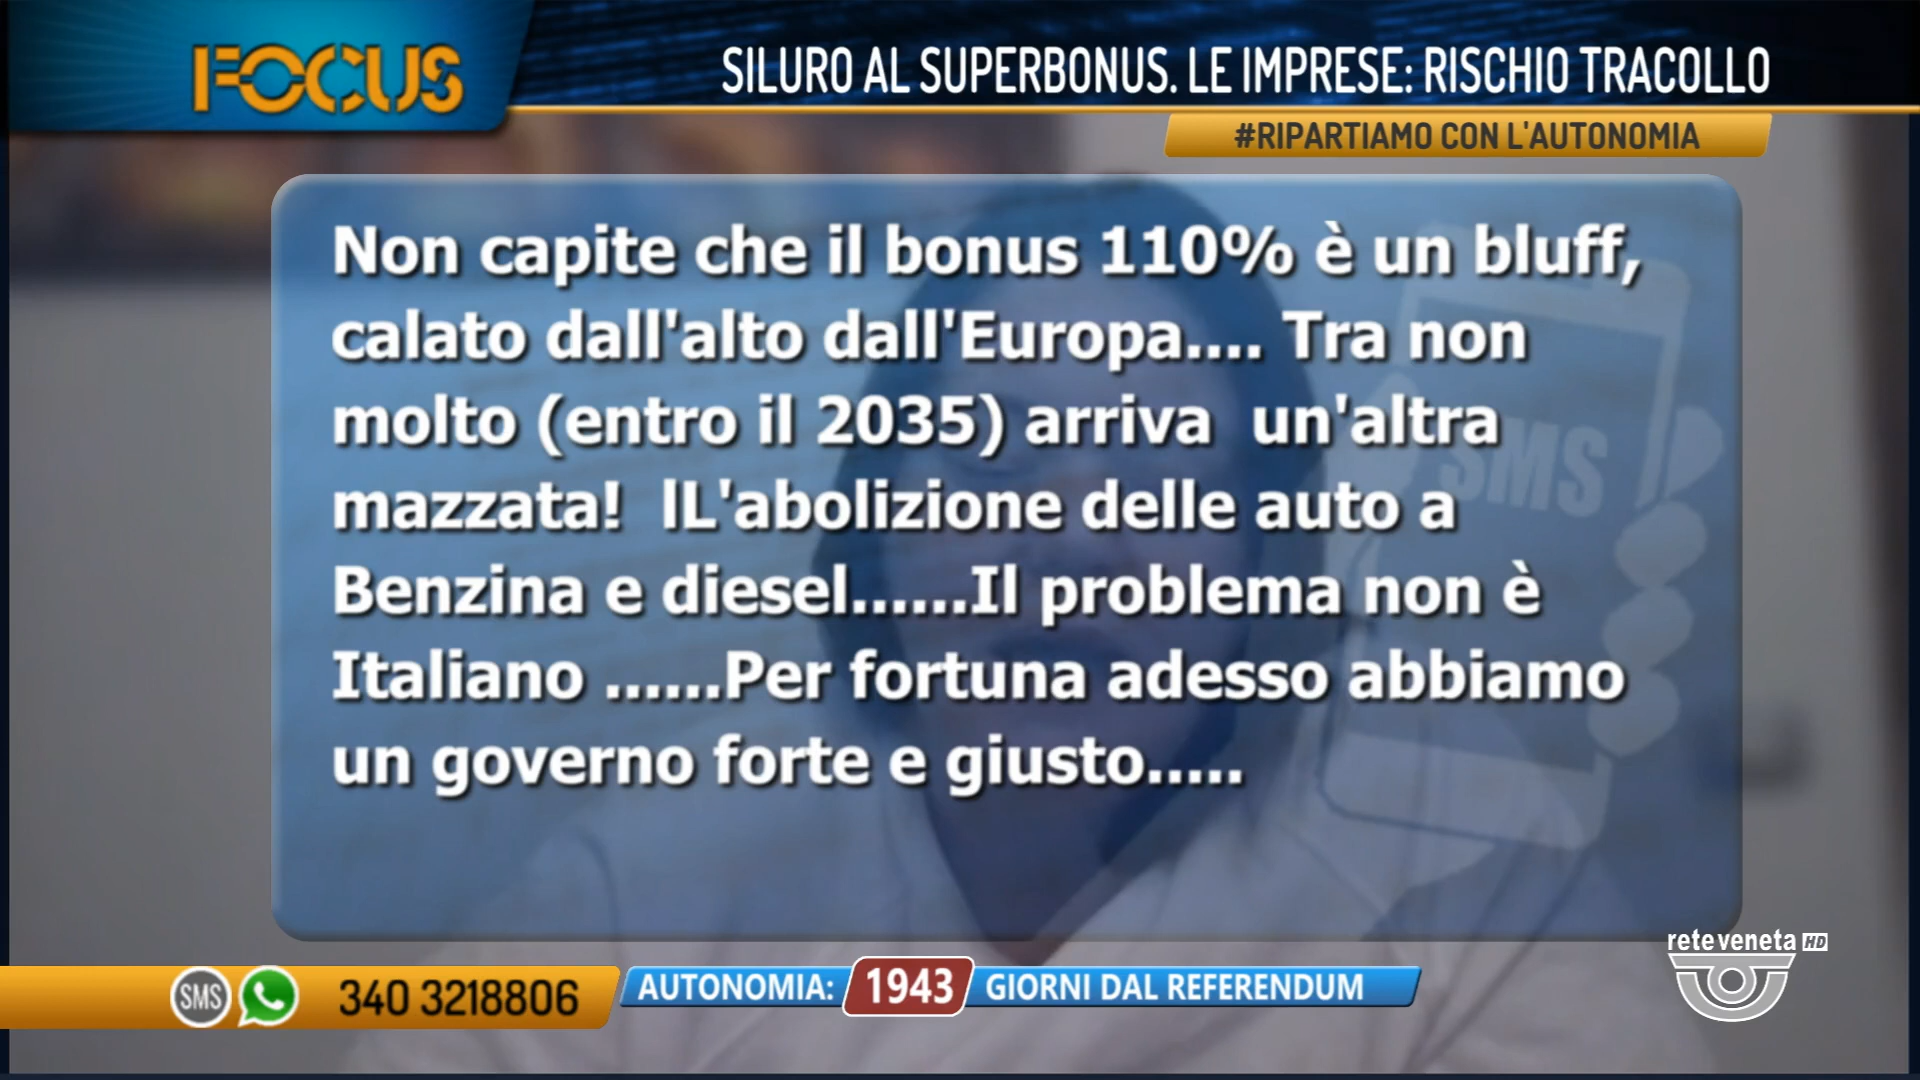 FOCUS
SILURO AL SUPERBONUS. LE IMPRESE: RISCHIO TRACOLLO
#RIPARTIAMO CON L'AUTONOMIA
Non capite che il bonus 110% è un bluff,
calato dall'alto dall'Europa.... Tra non
molto (entro il 2035) arriva un'altra
mazzata! lL'abolizione delle auto a
Benzina e diesel......Il problema non è
Italiano ......Per fortuna adesso abbiamo
un governo forte e giusto.....
SMS
reteveneta HD
SMS 340 3218806
AUTONOMIA: 1943 GIORNI DAL REFERENDUM